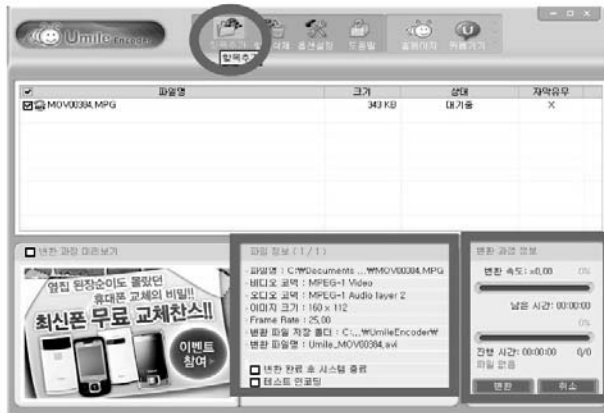 Umile Encoder
항목추가 항목삭제 옵션설정 도움말 홈페이지
항목추가
파일명 크기 상태 자막유무
MOV00384.MPG 343 KB 대기중 X
변환 과정 미리보기
옆집 된장순이도 몰랐던
휴대폰 교체의 비밀!!
최신폰 무료 교체찬스!!
이벤트
참여
파일 정보 (1/1)
· 파일명 : C:₩Documents ...₩MOV00384.MPG
· 비디오 코덱 : MPEG-1 Video
· 오디오 코덱 : MPEG-1 Audio layer 2
· 이미지 크기 : 160 x 112
· Frame Rate : 25,00
· 변환 파일 저장 폴더 : C:...₩UmileEncoder₩
· 변환 파일명 : Umile_MOV00384.avi
변환 완료 후 시스템 종료
테스트 인코딩
변환 과정 정보
변환 속도: x0,00 0%
남은 시간: 00:00:00
0%
진행 시간: 00:00:00 0/0
파일 없음
변환 취소